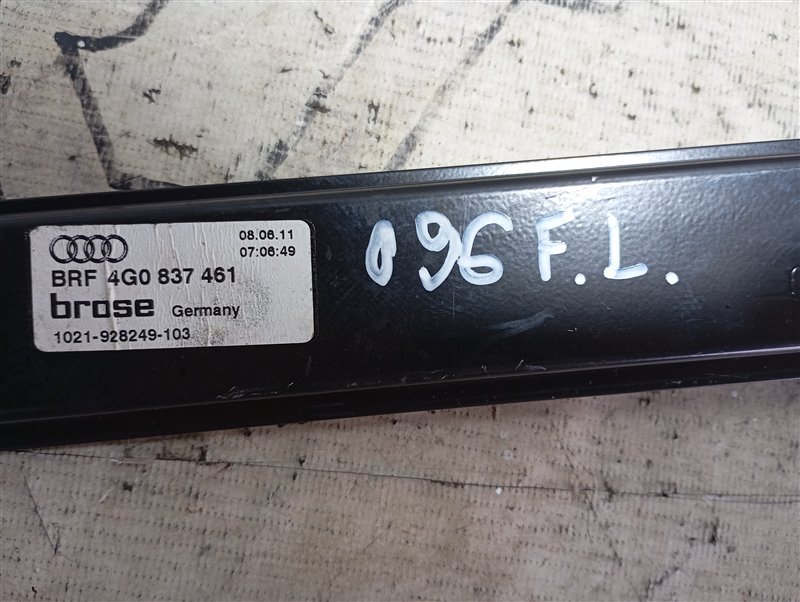 08.06.11
07:06:49
BRF 4G0 837 461
brose Germany
1021-928249-103
096 F.L.